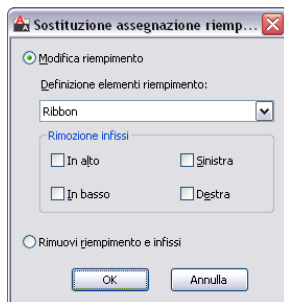 Sostituzione assegnazione riemp...
Modifica riempimento
Definizione elementi riempimento:
Ribbon
Rimozione infissi
In alto Sinistra
In basso Destra
Rimuovi riempimento e infissi
OK Annulla